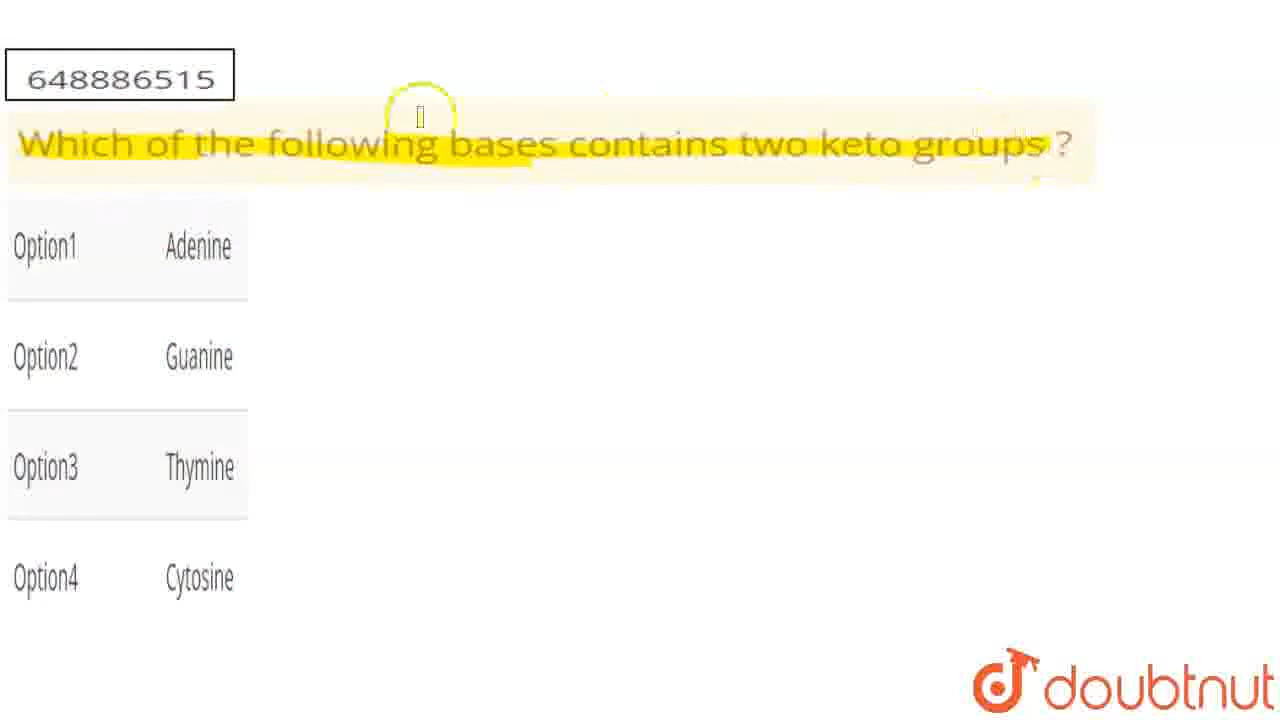 648886515
Which of the following bases contains two keto groups ?
Option1 Adenine
Option2 Guanine
Option3 Thymine
Option4 Cytosine
doubtnut